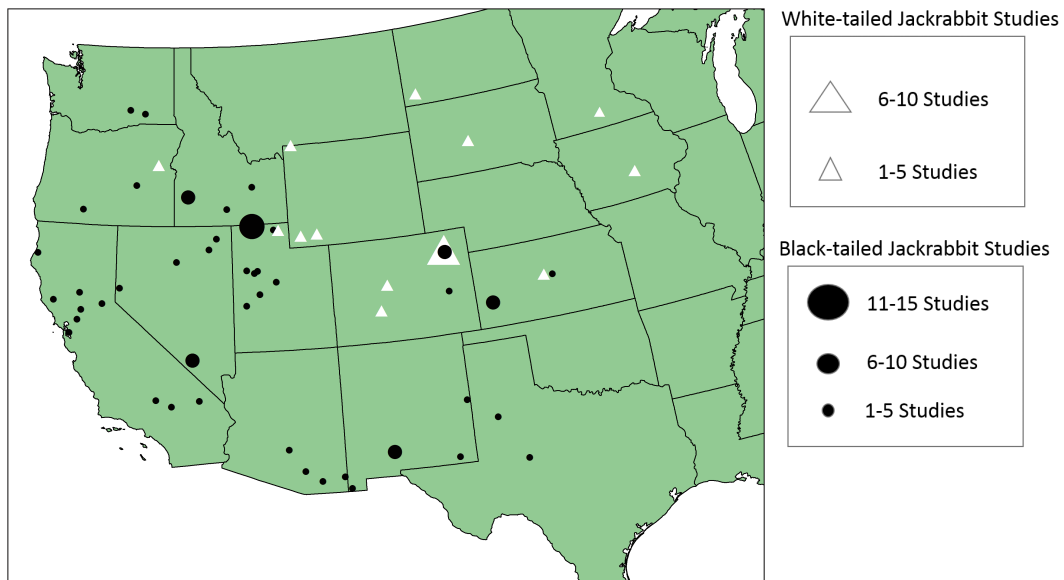 White-tailed Jackrabbit Studies
6-10 Studies
1-5 Studies
Black-tailed Jackrabbit Studies
11-15 Studies
6-10 Studies
1-5 Studies